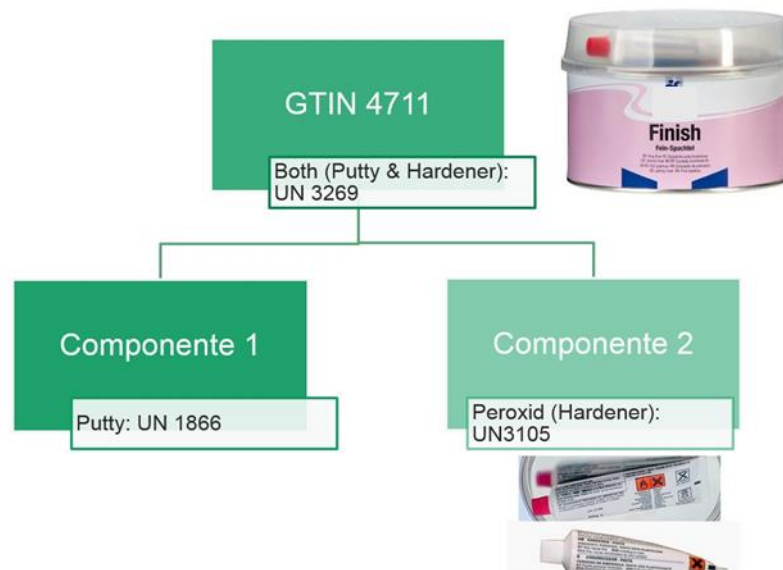 GTIN 4711
Both (Putty & Hardener):
UN 3269
Finish
Fein-Spachtel
Componente 1
Putty: UN 1866
Componente 2
Peroxid (Hardener):
UN3105